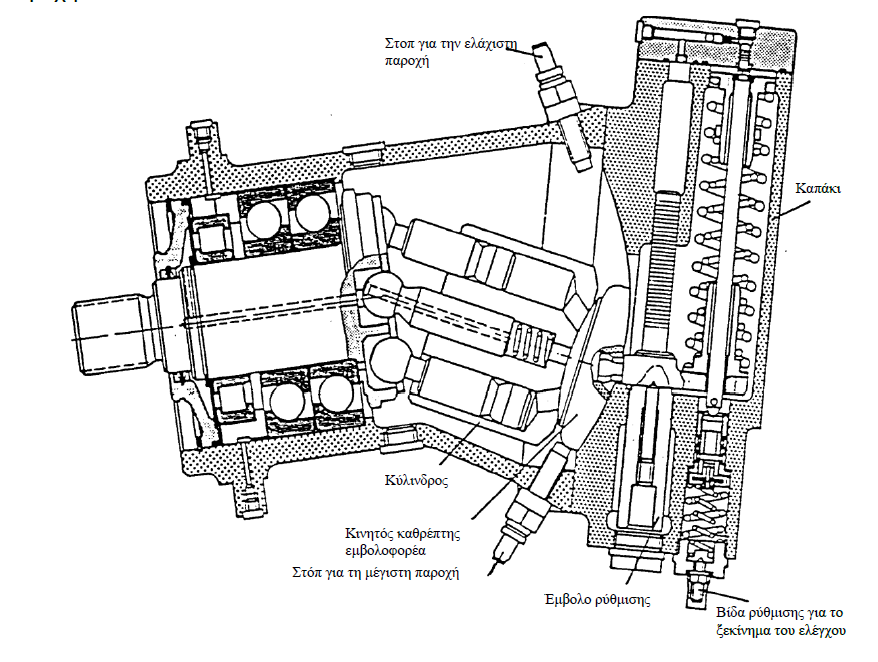 Στοπ για την ελάχιστη
παροχή
Καπάκι
Κύλινδρος
Κινητός καθρέπτης
εμβολοφορέα
Στόπ για τη μέγιστη παροχή
Έμβολο ρύθμισης
Βίδα ρύθμισης για το
ξεκίνημα του ελέγχου